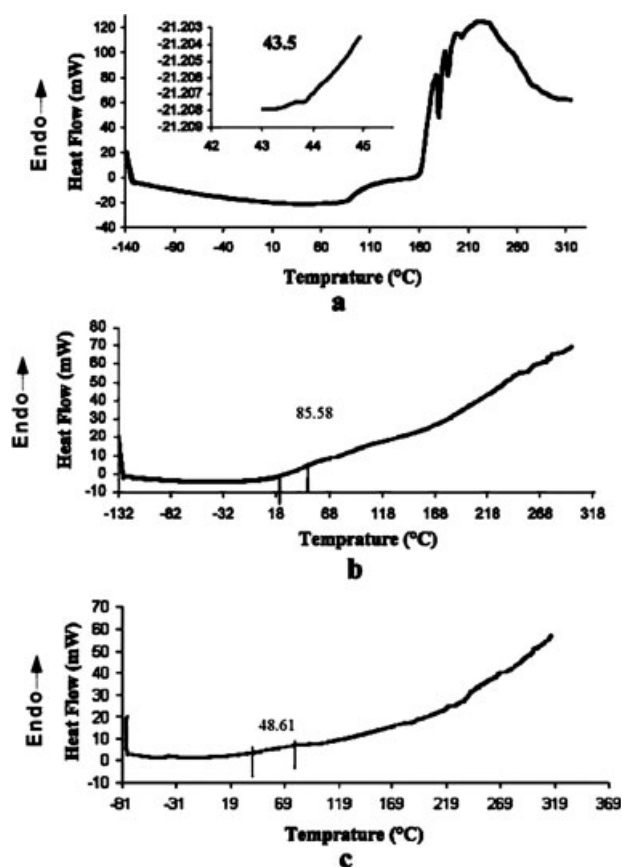 Endo→
Heat Flow (mW)
120
100
80
60
40
20
0
-20
-40
-21.203
-21.204
-21.205
-21.206
-21.207
-21.208
-21.209
43.5
42 43 44 45
-140 -90 -40 10 60 110 160 210 260 310
Temprature (°C)
a
Endo→
Heat Flow (mW)
80
70
60
50
40
30
20
10
0
-10
85.58
-132 -82 -32 18 68 118 168 218 268 318
Temprature (°C)
b
Endo→
Heat Flow (mW)
70
60
50
40
30
20
10
0
-10
48.61
-81 -31 19 69 119 169 219 269 319 369
Temprature (°C)
c